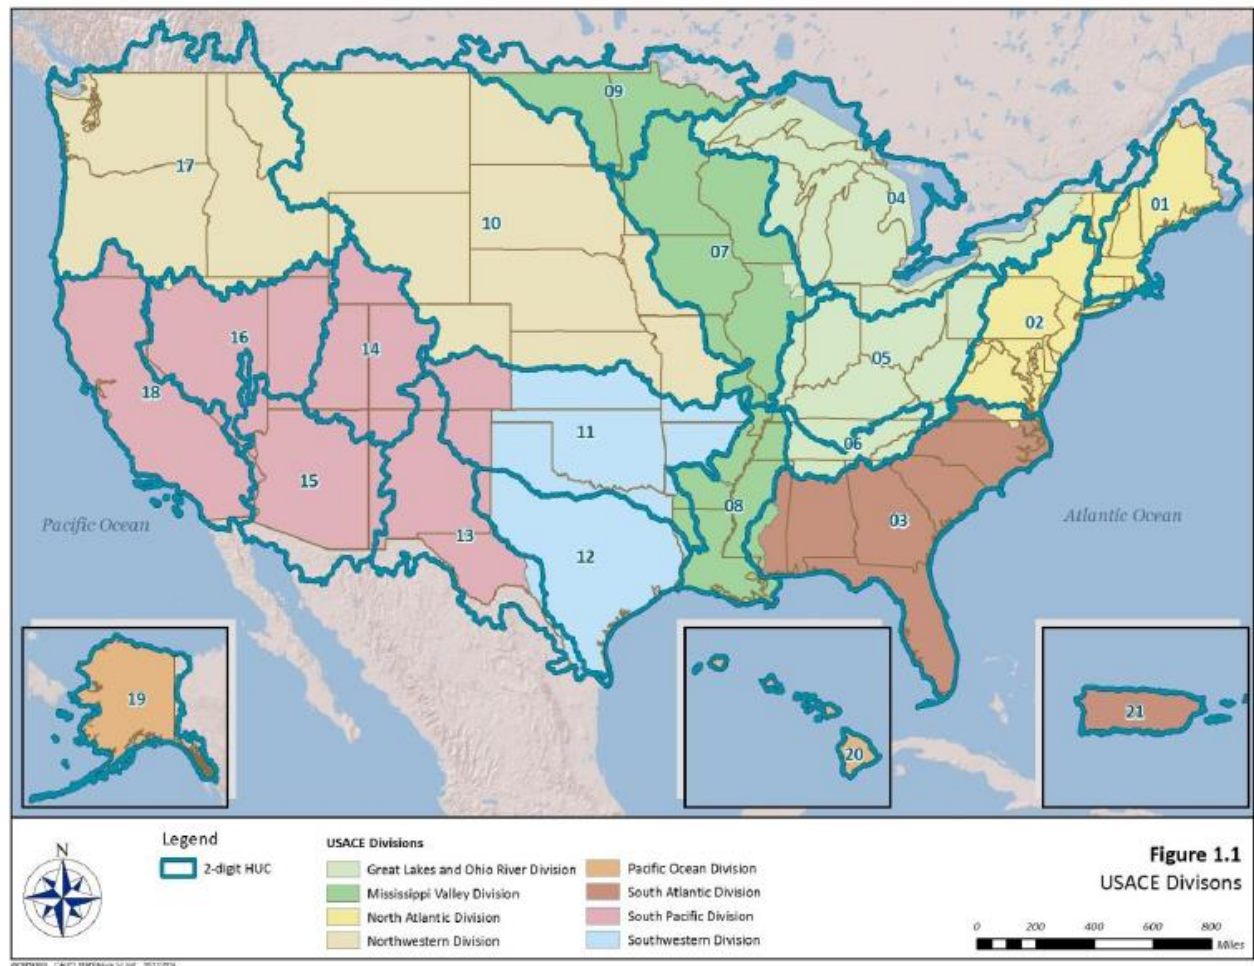 09
17
04
01
10
07
02
16
14
05
18
11
06
15
08
03
Pacific Ocean
Atlantic Ocean
13
12
19
20
21
N
Legend
2-digit HUC
USACE Divisions
Great Lakes and Ohio River Division
Mississippi Valley Division
North Atlantic Division
Northwestern Division
Pacific Ocean Division
South Atlantic Division
South Pacific Division
Southwestern Division
Figure 1.1
USACE Divisons
0 200 400 600 800
Miles